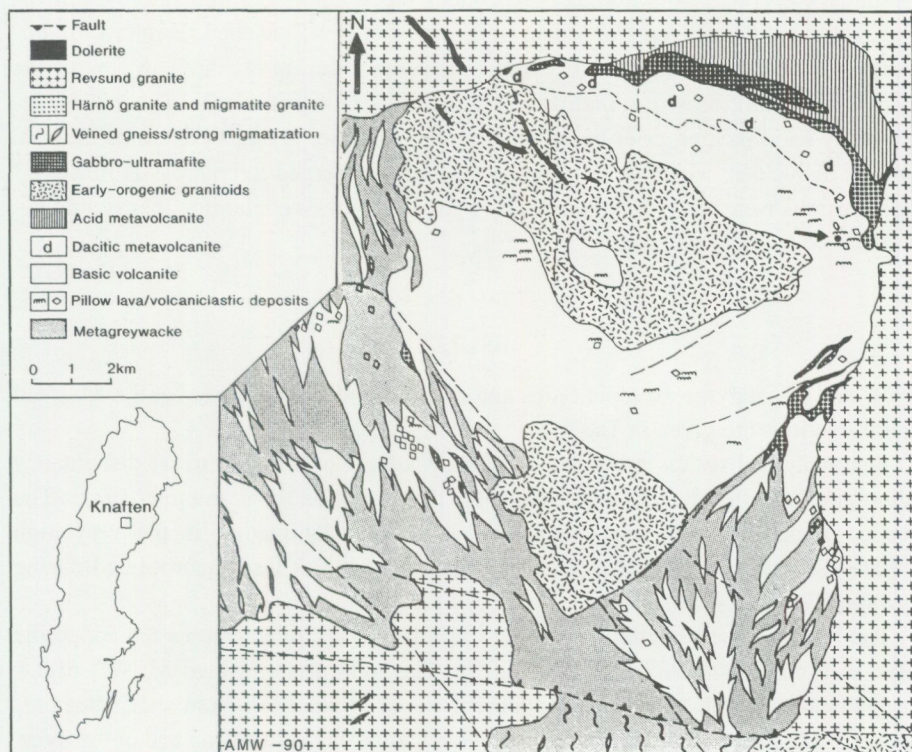 Fault
Dolerite
Revsund granite
Härnö granite and migmatite granite
Veined gneiss/strong migmatization
Gabbro-ultramafite
Early-orogenic granitoids
Acid metavolcanite
d Dacitic metavolcanite
Basic volcanite
Pillow lava/volcaniclastic deposits
Metagreywacke
0 1 2km
Knaften
N
d
d
d
d
d
AMW -90